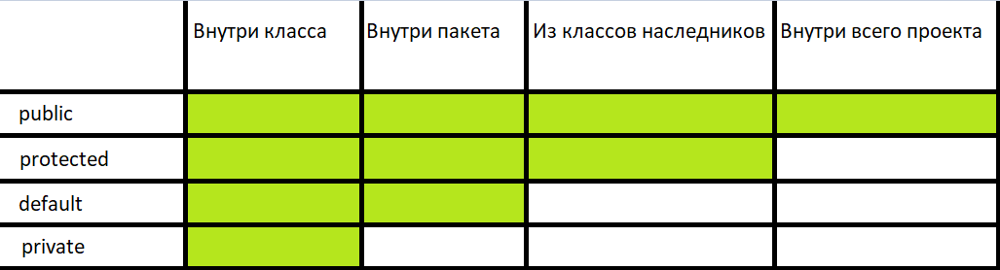 Внутри класса
Внутри пакета
Из классов наследников
Внутри всего проекта
public
protected
default
private